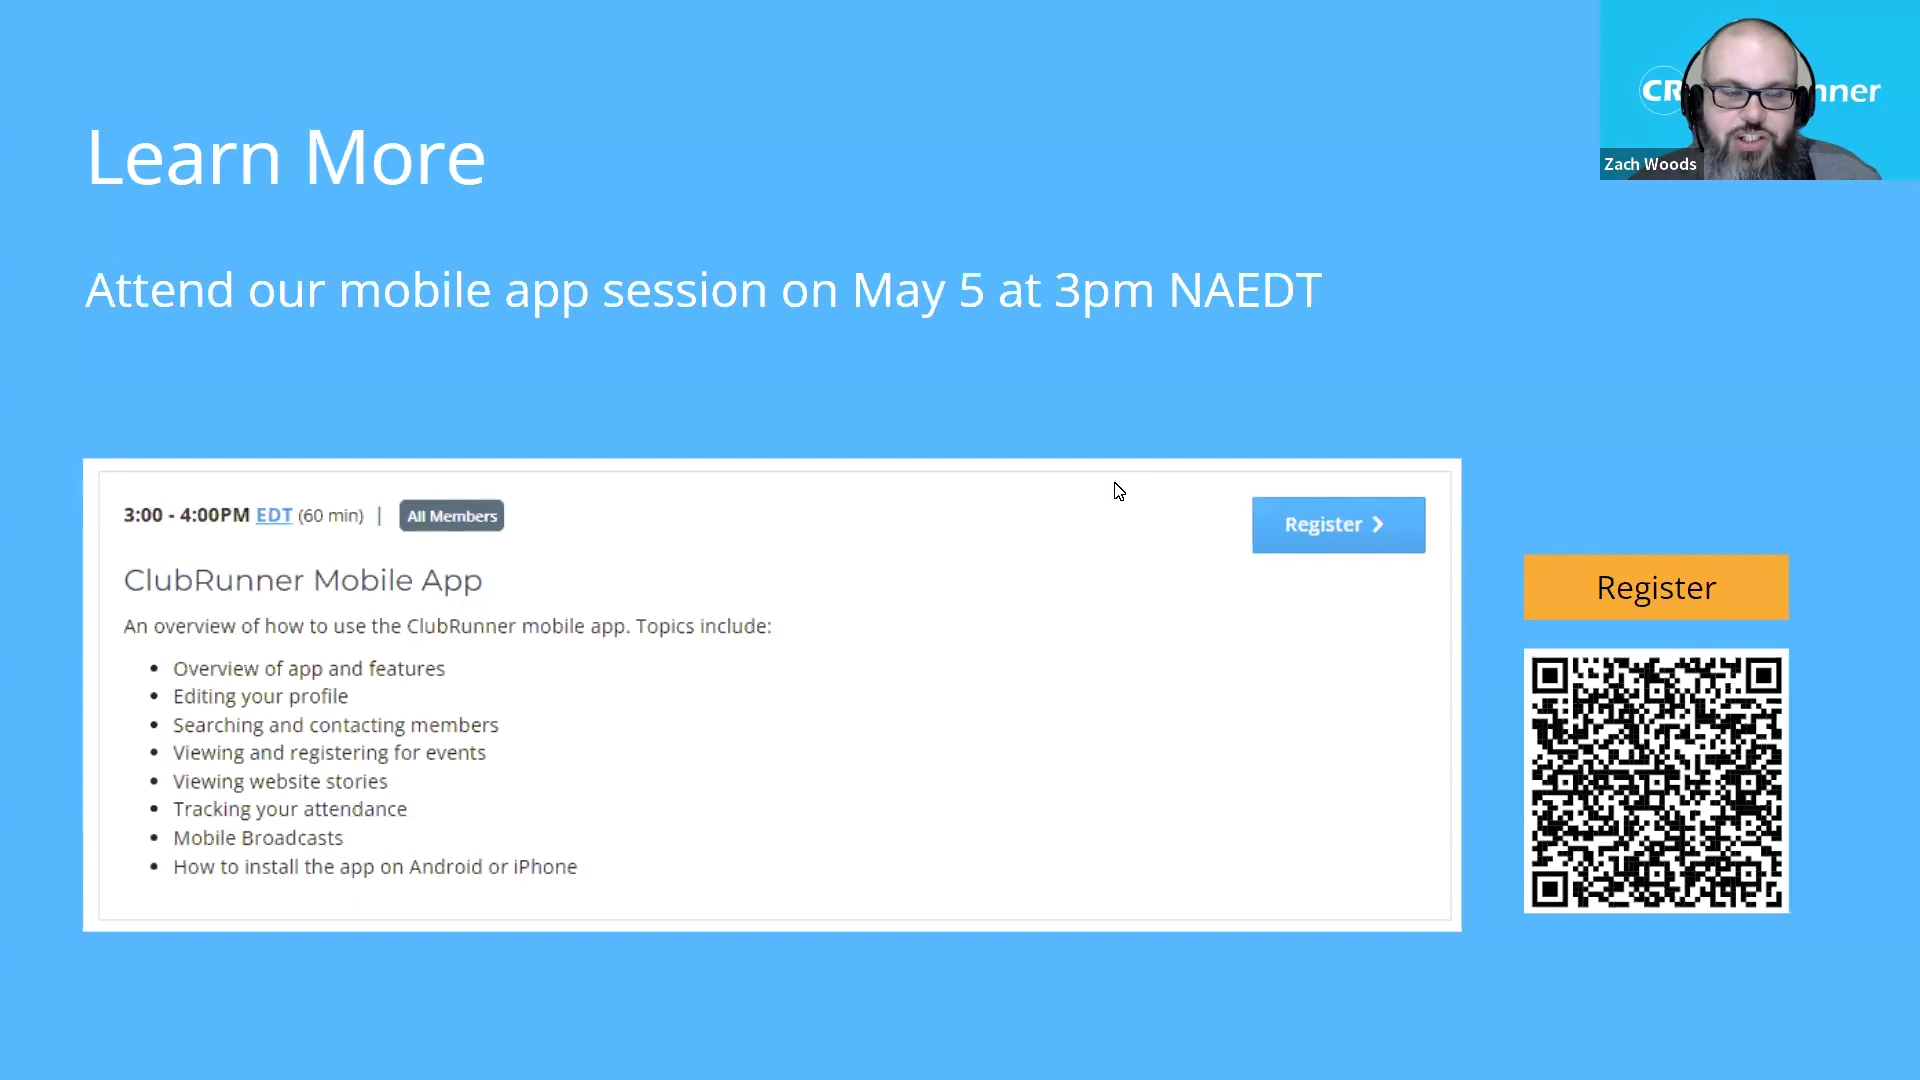 CR
nner
Zach Woods
Learn More
Attend our mobile app session on May 5 at 3pm NAEDT
3:00 - 4:00PM EDT (60 min) | All Members
Register
ClubRunner Mobile App
An overview of how to use the ClubRunner mobile app. Topics include:
• Overview of app and features
• Editing your profile
• Searching and contacting members
• Viewing and registering for events
• Viewing website stories
• Tracking your attendance
• Mobile Broadcasts
• How to install the app on Android or iPhone
Register